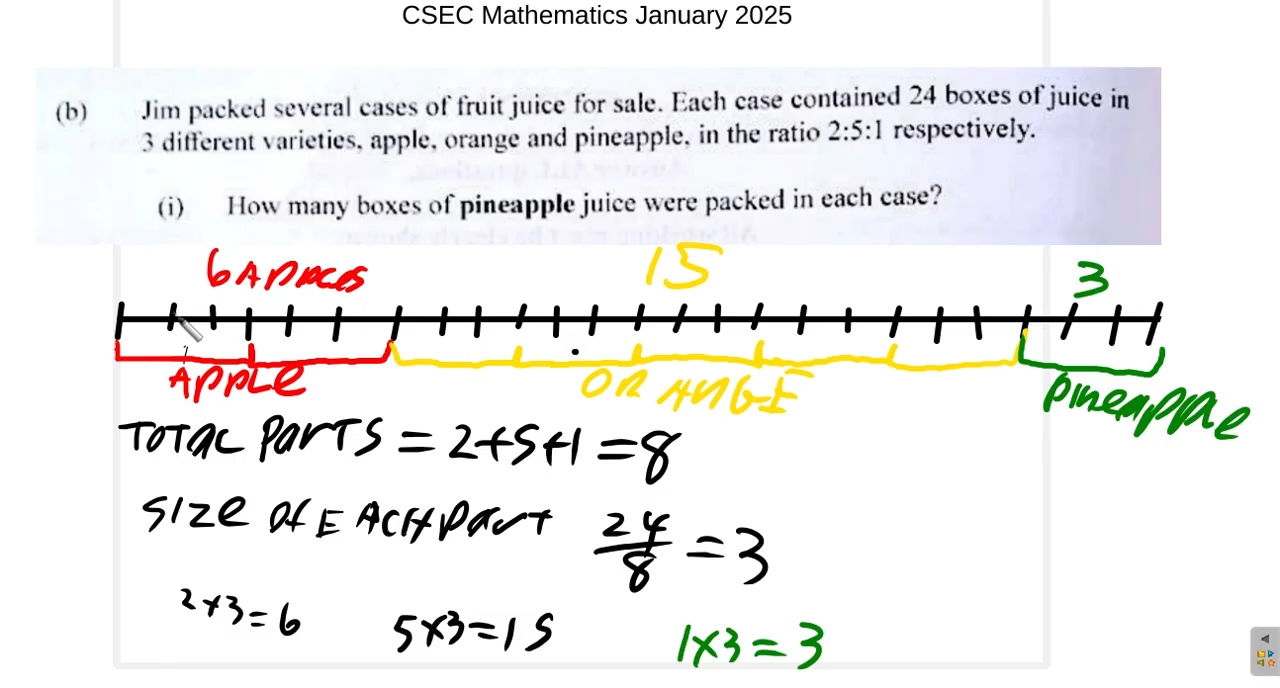 CSEC Mathematics January 2025
(b) Jim packed several cases of fruit juice for sale. Each case contained 24 boxes of juice in
3 different varieties, apple, orange and pineapple, in the ratio 2:5:1 respectively.
(i) How many boxes of pineapple juice were packed in each case?
6 15 3
APPLE ORANGE Pineapple
TOTAL PARTS = 2+5+1 = 8
SIZE OF EACH PART 24/8 = 3
2×3=6 5×3=15 1×3=3